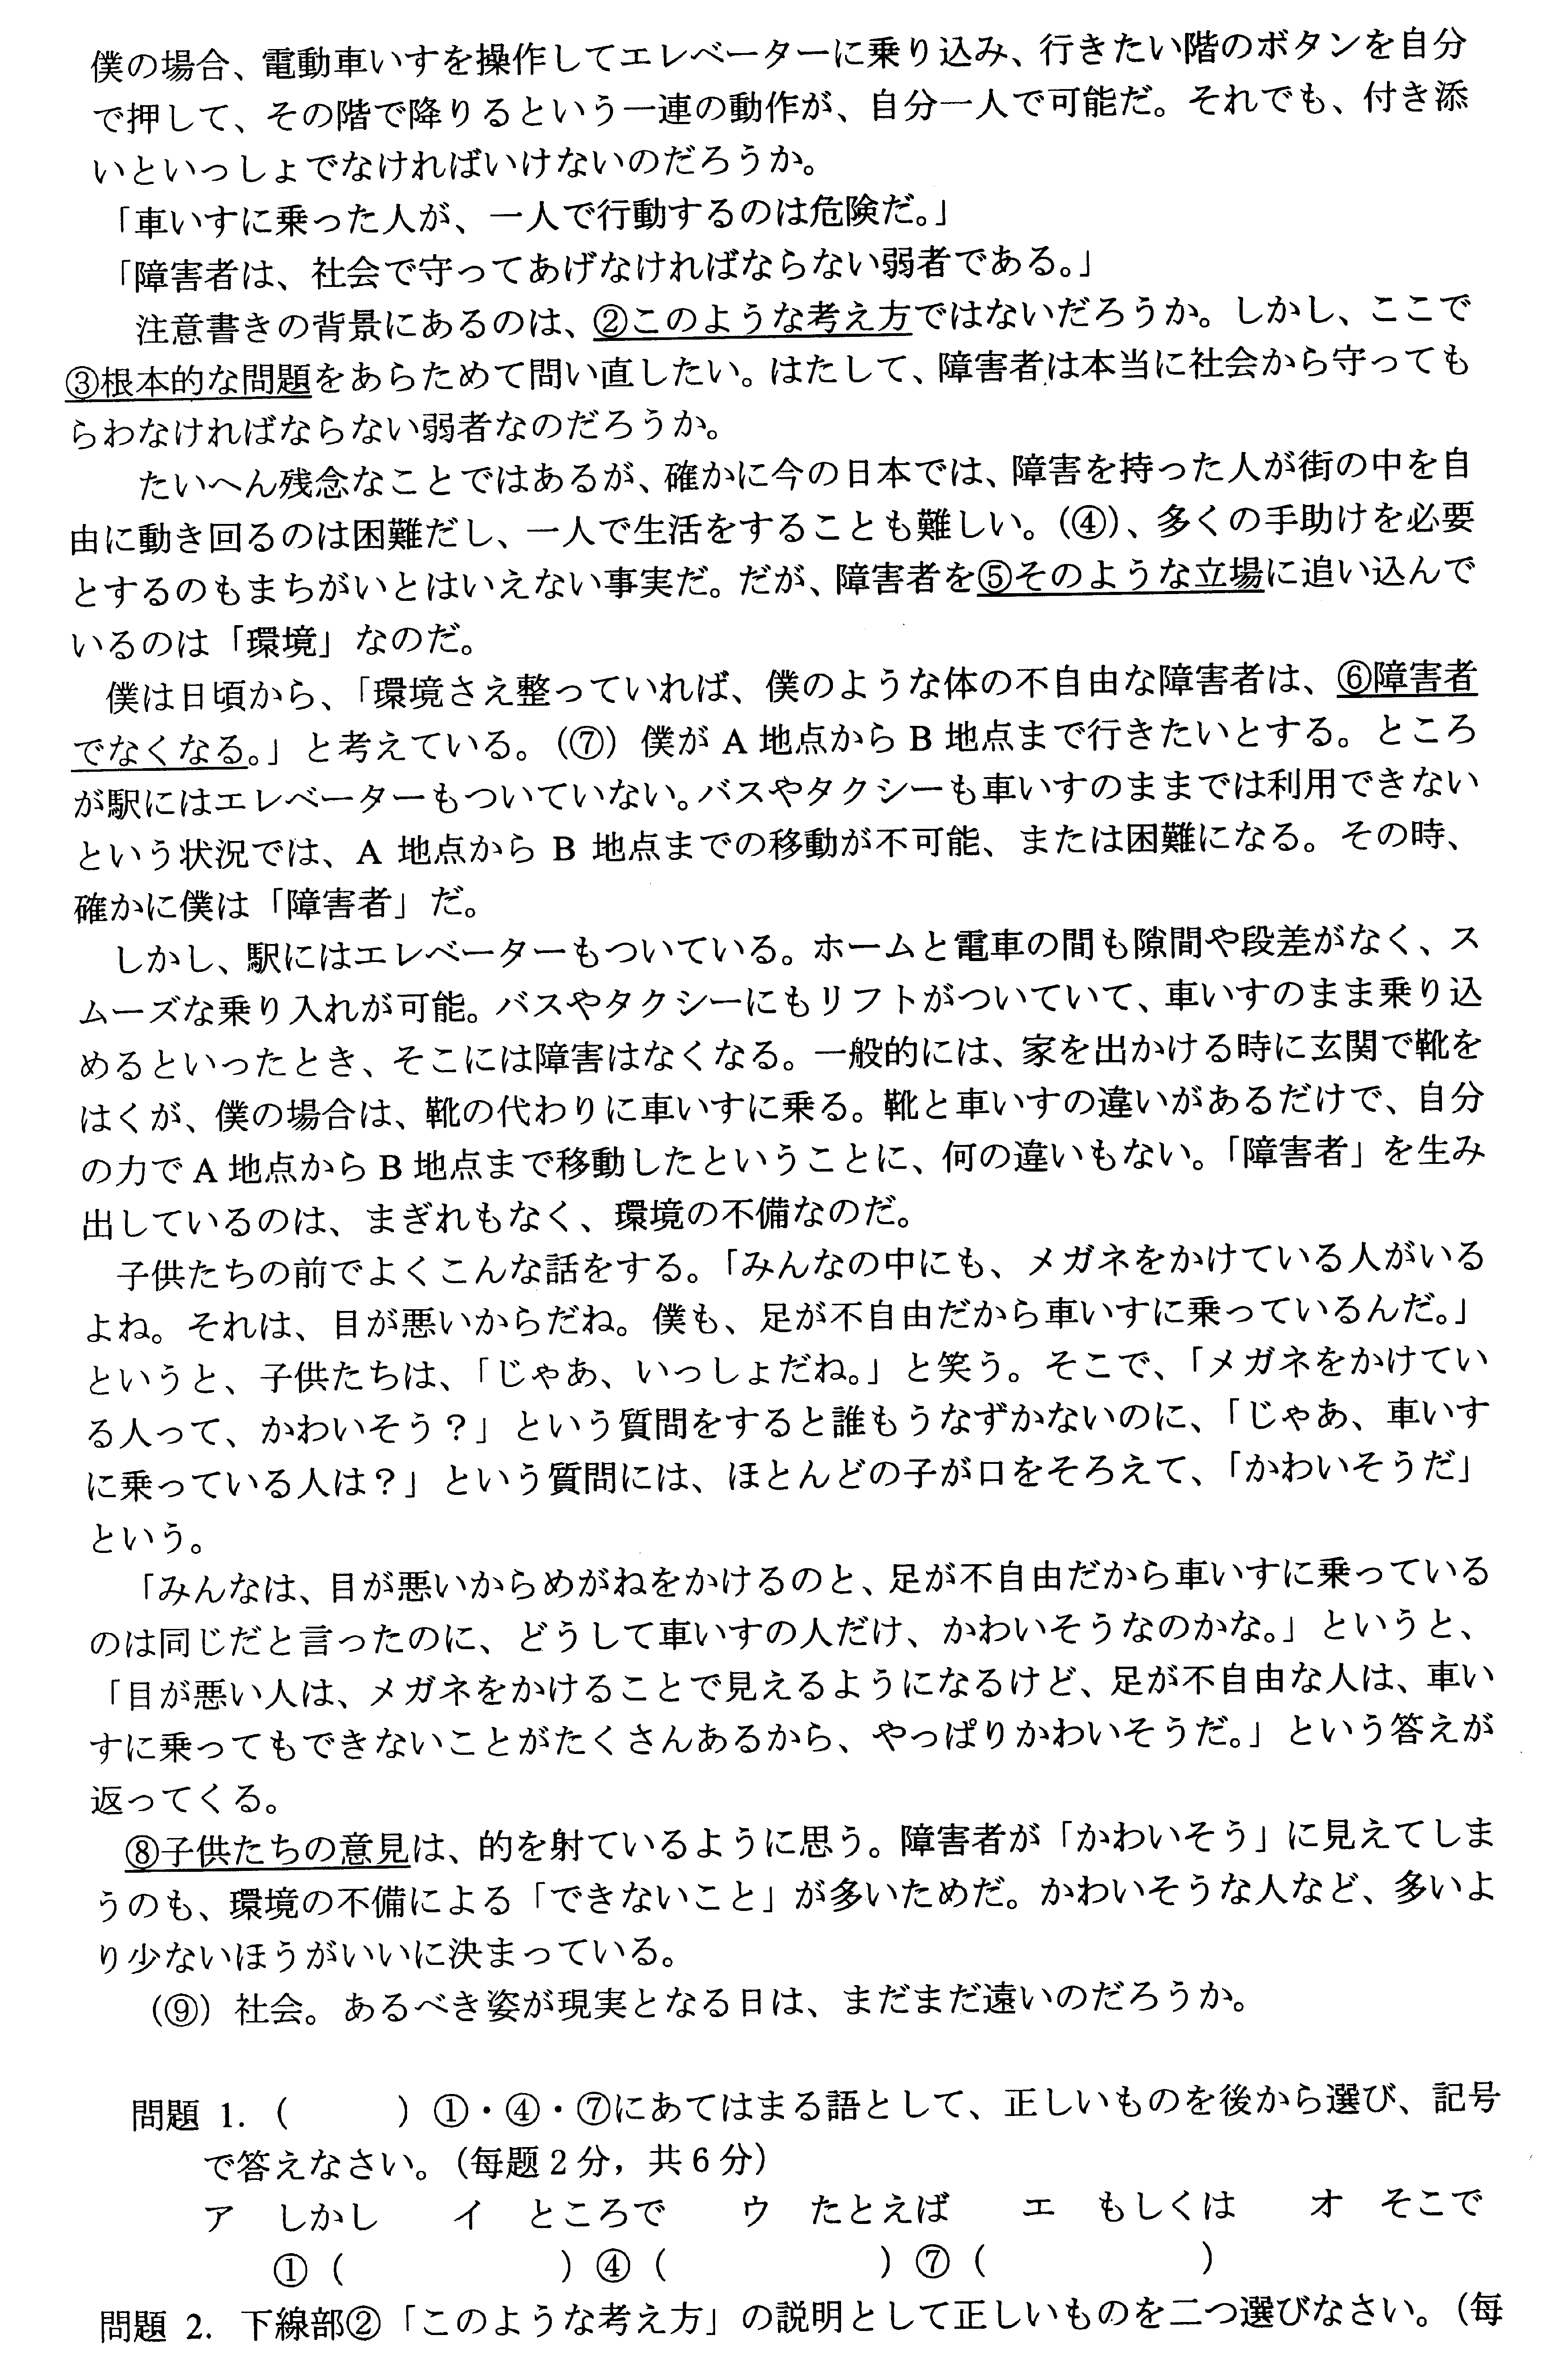 僕の場合、電動車いすを操作してエレベーターに乗り込み、行きたい階のボタンを自分
で押して、その階で降りるという一連の動作が、自分一人で可能だ。それでも、付き添
いといっしょでなければいけないのだろうか。
「車いすに乗った人が、一人で行動するのは危険だ。」
「障害者は、社会で守ってあげなければならない弱者である。」
注意書きの背景にあるのは、②このような考え方ではないだろうか。しかし、ここで
③根本的な問題をあらためて問い直したい。はたして、障害者は本当に社会から守っても
らわなければならない弱者なのだろうか。
たいへん残念なことではあるが、確かに今の日本では、障害を持った人が街の中を自
由に動き回るのは困難だし、一人で生活をすることも難しい。(④)、多くの手助けを必要
とするのもまちがいとはいえない事実だ。だが、障害者を⑤そのような立場に追い込んで
いるのは「環境」なのだ。
僕は日頃から、「環境さえ整っていれば、僕のような体の不自由な障害者は、⑥障害者
でなくなる。」と考えている。(⑦) 僕が A 地点から B 地点まで行きたいとする。ところ
が駅にはエレベーターもついていない。バスやタクシーも車いすのままでは利用できない
という状況では、A 地点から B 地点までの移動が不可能、または困難になる。その時、
確かに僕は「障害者」だ。
しかし、駅にはエレベーターもついている。ホームと電車の間も隙間や段差がなく、ス
ムーズな乗り入れが可能。バスやタクシーにもリフトがついていて、車いすのまま乗り込
めるといったとき、そこには障害はなくなる。一般的には、家を出かける時に玄関で靴を
はくが、僕の場合は、靴の代わりに車いすに乗る。靴と車いすの違いがあるだけで、自分
の力で A 地点から B 地点まで移動したということに、何の違いもない。「障害者」を生み
出しているのは、まぎれもなく、環境の不備なのだ。
子供たちの前でよくこんな話をする。「みんなの中にも、メガネをかけている人がいる
よね。それは、目が悪いからだね。僕も、足が不自由だから車いすに乗っているんだ。」
というと、子供たちは、「じゃあ、いっしょだね。」と笑う。そこで、「メガネをかけてい
る人って、かわいそう？」という質問をすると誰もうなずかないのに、「じゃあ、車いす
に乗っている人は？」という質問には、ほとんどの子が口をそろえて、「かわいそうだ」
という。
「みんなは、目が悪いからめがねをかけるのと、足が不自由だから車いすに乗っている
のは同じだと言ったのに、どうして車いすの人だけ、かわいそうなのかな。」というと、
「目が悪い人は、メガネをかけることで見えるようになるけど、足が不自由な人は、車い
すに乗ってもできないことがたくさんあるから、やっぱりかわいそうだ。」という答えが
返ってくる。
⑧子供たちの意見は、的を射ているように思う。障害者が「かわいそう」に見えてしま
うのも、環境の不備による「できないこと」が多いためだ。かわいそうな人など、多いよ
り少ないほうがいいに決まっている。
(⑨) 社会。あるべき姿が現実となる日は、まだまだ遠いのだろうか。
問題 1. (　　　) ①・④・⑦にあてはまる語として、正しいものを後から選び、記号
で答えなさい。(每题 2 分，共 6 分)
ア　しかし　　イ　ところで　　ウ　たとえば　　エ　もしくは　　オ　そこで
① (　　　　　　) ④ (　　　　　　) ⑦ (　　　　　　)
問題 2. 下線部②「このような考え方」の説明として正しいものを二つ選びなさい。(每